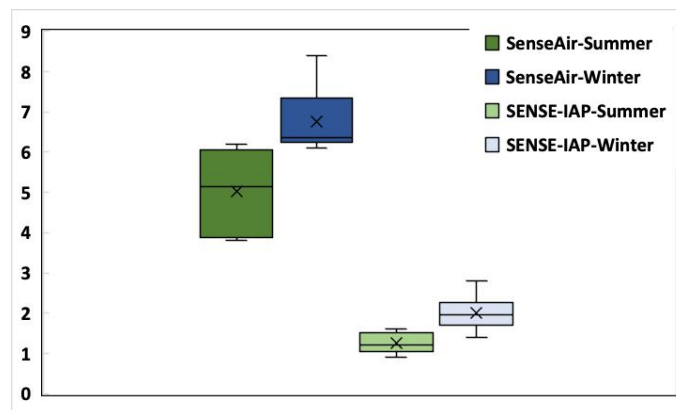 9
8
7
6
5
4
3
2
1
0
SenseAir-Summer
SenseAir-Winter
SENSE-IAP-Summer
SENSE-IAP-Winter